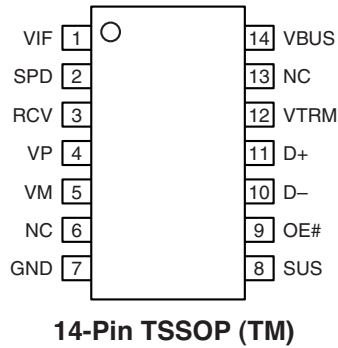 VIF 1 14 VBUS
SPD 2 13 NC
RCV 3 12 VTRM
VP 4 11 D+
VM 5 10 D–
NC 6 9 OE#
GND 7 8 SUS
14-Pin TSSOP (TM)